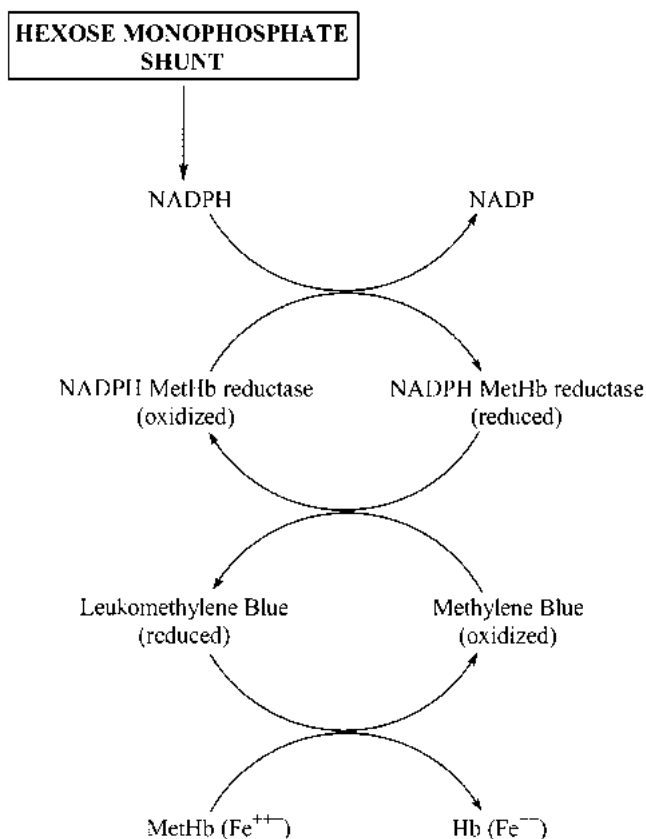 HEXOSE MONOPHOSPHATE
SHUNT
NADPH NADP
NADPH MetHb reductase NADPH MetHb reductase
(oxidized) (reduced)
Leukomethylene Blue Methylene Blue
(reduced) (oxidized)
MetHb (Fe⁺⁺⁺) Hb (Fe⁺⁺)